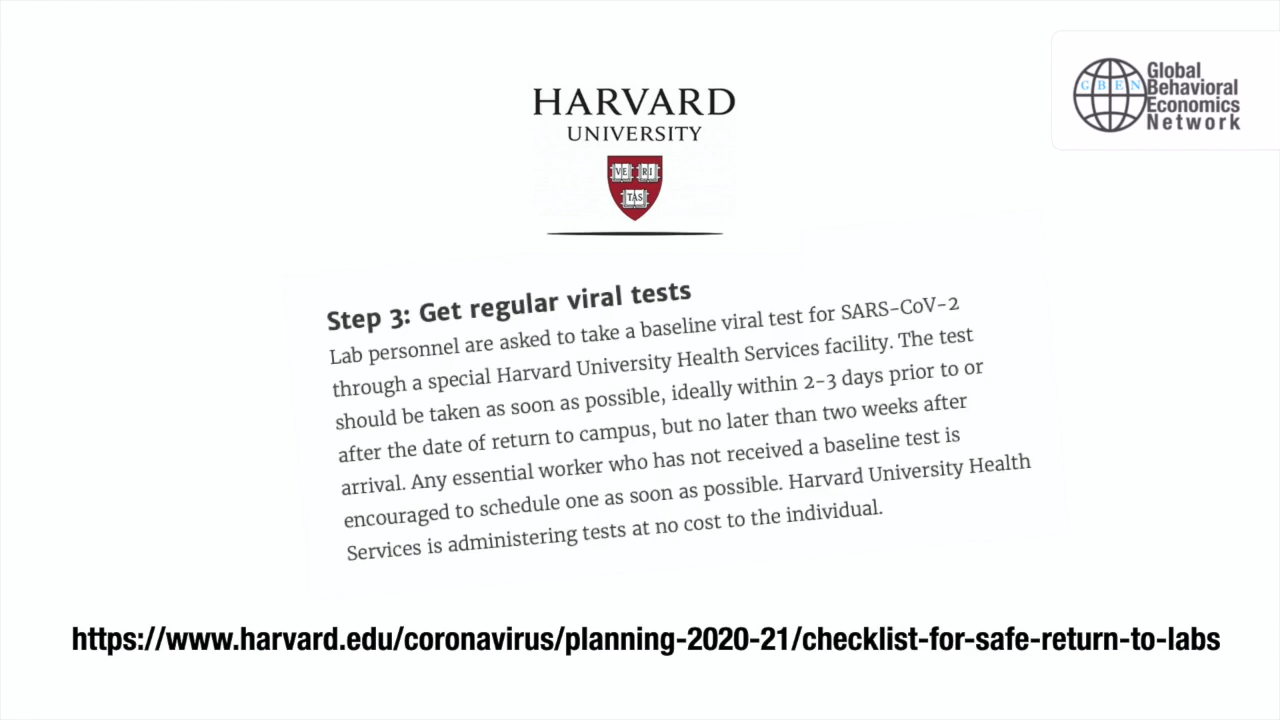 HARVARD
UNIVERSITY
VE RI
TAS
GBEN
Global
Behavioral
Economics
Network
Step 3: Get regular viral tests
Lab personnel are asked to take a baseline viral test for SARS-CoV-2
through a special Harvard University Health Services facility. The test
should be taken as soon as possible, ideally within 2-3 days prior to or
after the date of return to campus, but no later than two weeks after
arrival. Any essential worker who has not received a baseline test is
encouraged to schedule one as soon as possible. Harvard University Health
Services is administering tests at no cost to the individual.
https://www.harvard.edu/coronavirus/planning-2020-21/checklist-for-safe-return-to-labs